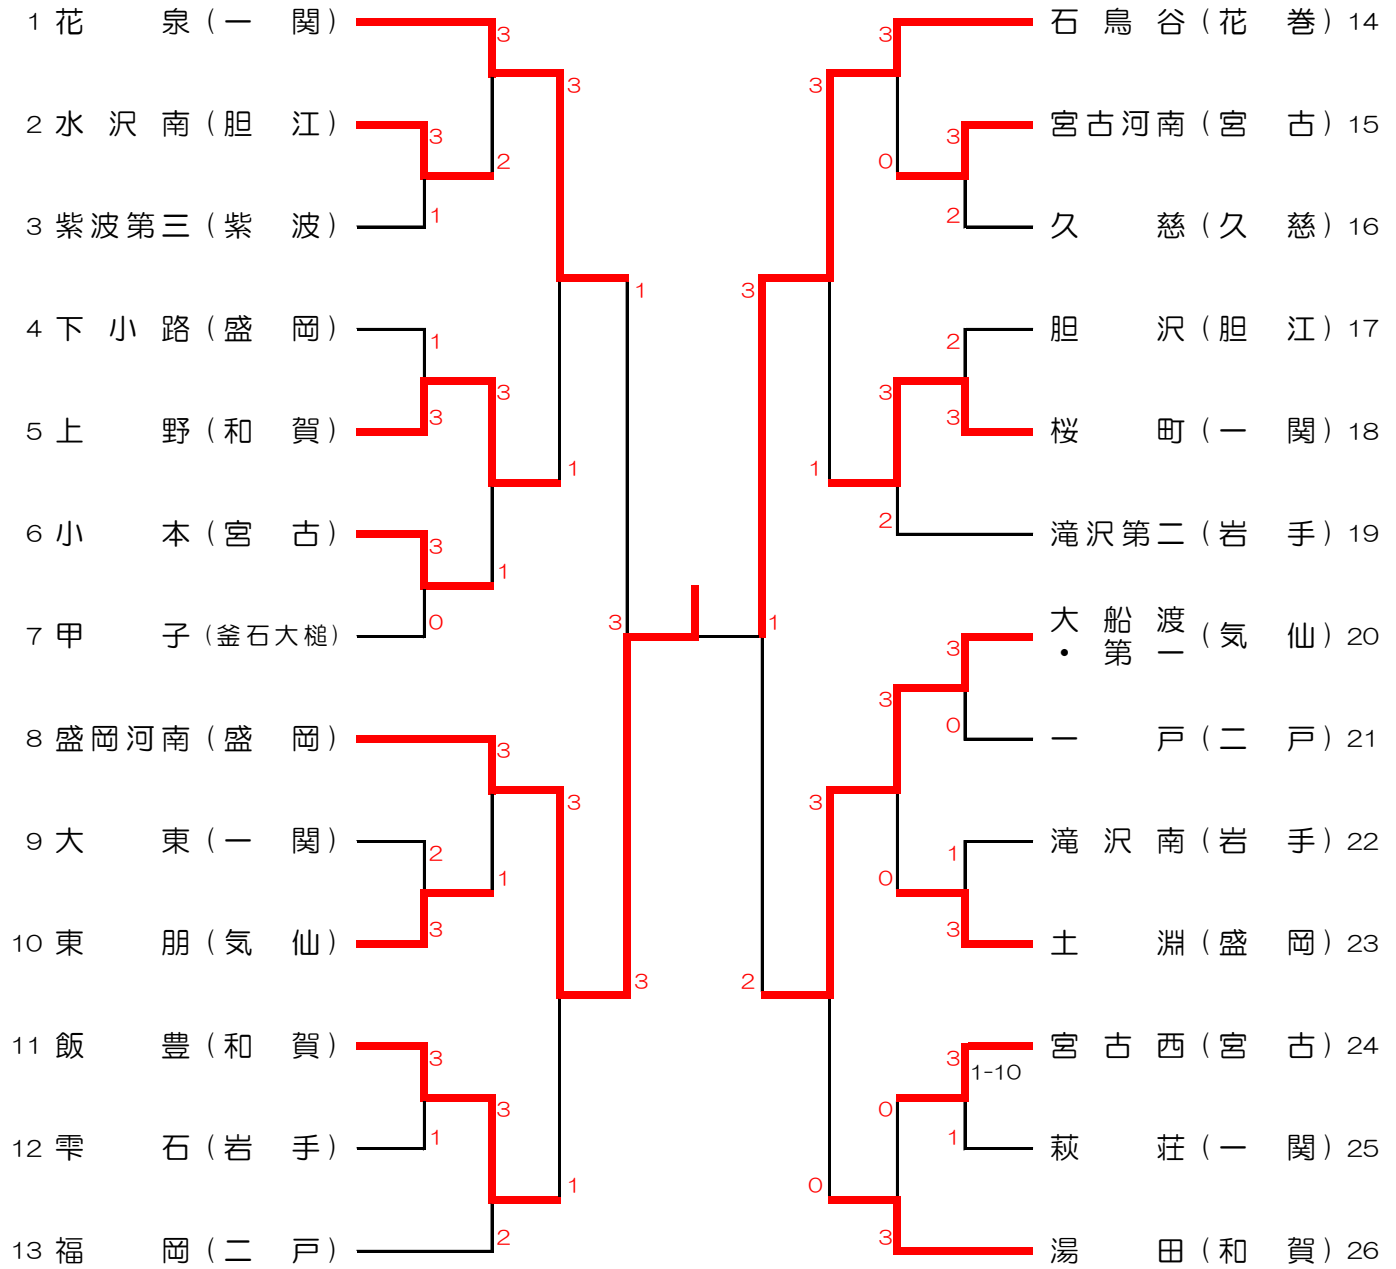 1 花泉(一関)
3
2 水沢南(胆江)
3
2
3
3 紫波第三(紫波)
1
1
4 下小路(盛岡)
1
3
5 上野(和賀)
3
1
6 小本(宮古)
3
1
7 甲子(釜石大槌)
0
3
8 盛岡河南(盛岡)
3
3
9 大東(一関)
2
1
10 東朋(気仙)
3
3
11 飯豊(和賀)
3
3
12 雫石(岩手)
1
1
13 福岡(二戸)
2
石鳥谷(花巻) 14
3
3
宮古河南(宮古) 15
3
0
久慈(久慈) 16
2
3
胆沢(胆江) 17
2
3
桜町(一関) 18
3
1
滝沢第二(岩手) 19
2
1
大船渡
・第一(気仙) 20
3
3
一戸(二戸) 21
0
3
滝沢南(岩手) 22
1
0
土淵(盛岡) 23
3
2
宮古西(宮古) 24
3
1-10
0
萩荘(一関) 25
1
0
湯田(和賀) 26
3